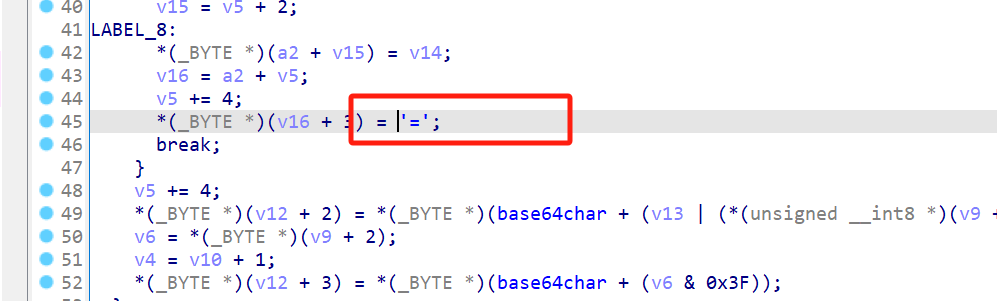 40 v15 = v5 + 2;
41 LABEL_8:
42 *(_BYTE *)(a2 + v15) = v14;
43 v16 = a2 + v5;
44 v5 += 4;
45 *(_BYTE *)(v16 + 3) = '=';
46 break;
47 }
48 v5 += 4;
49 *(_BYTE *)(v12 + 2) = *(_BYTE *)(base64char + (v13 | (*(unsigned __int8 *)(v9 +
50 v6 = *(_BYTE *)(v9 + 2);
51 v4 = v10 + 1;
52 *(_BYTE *)(v12 + 3) = *(_BYTE *)(base64char + (v6 & 0x3F));